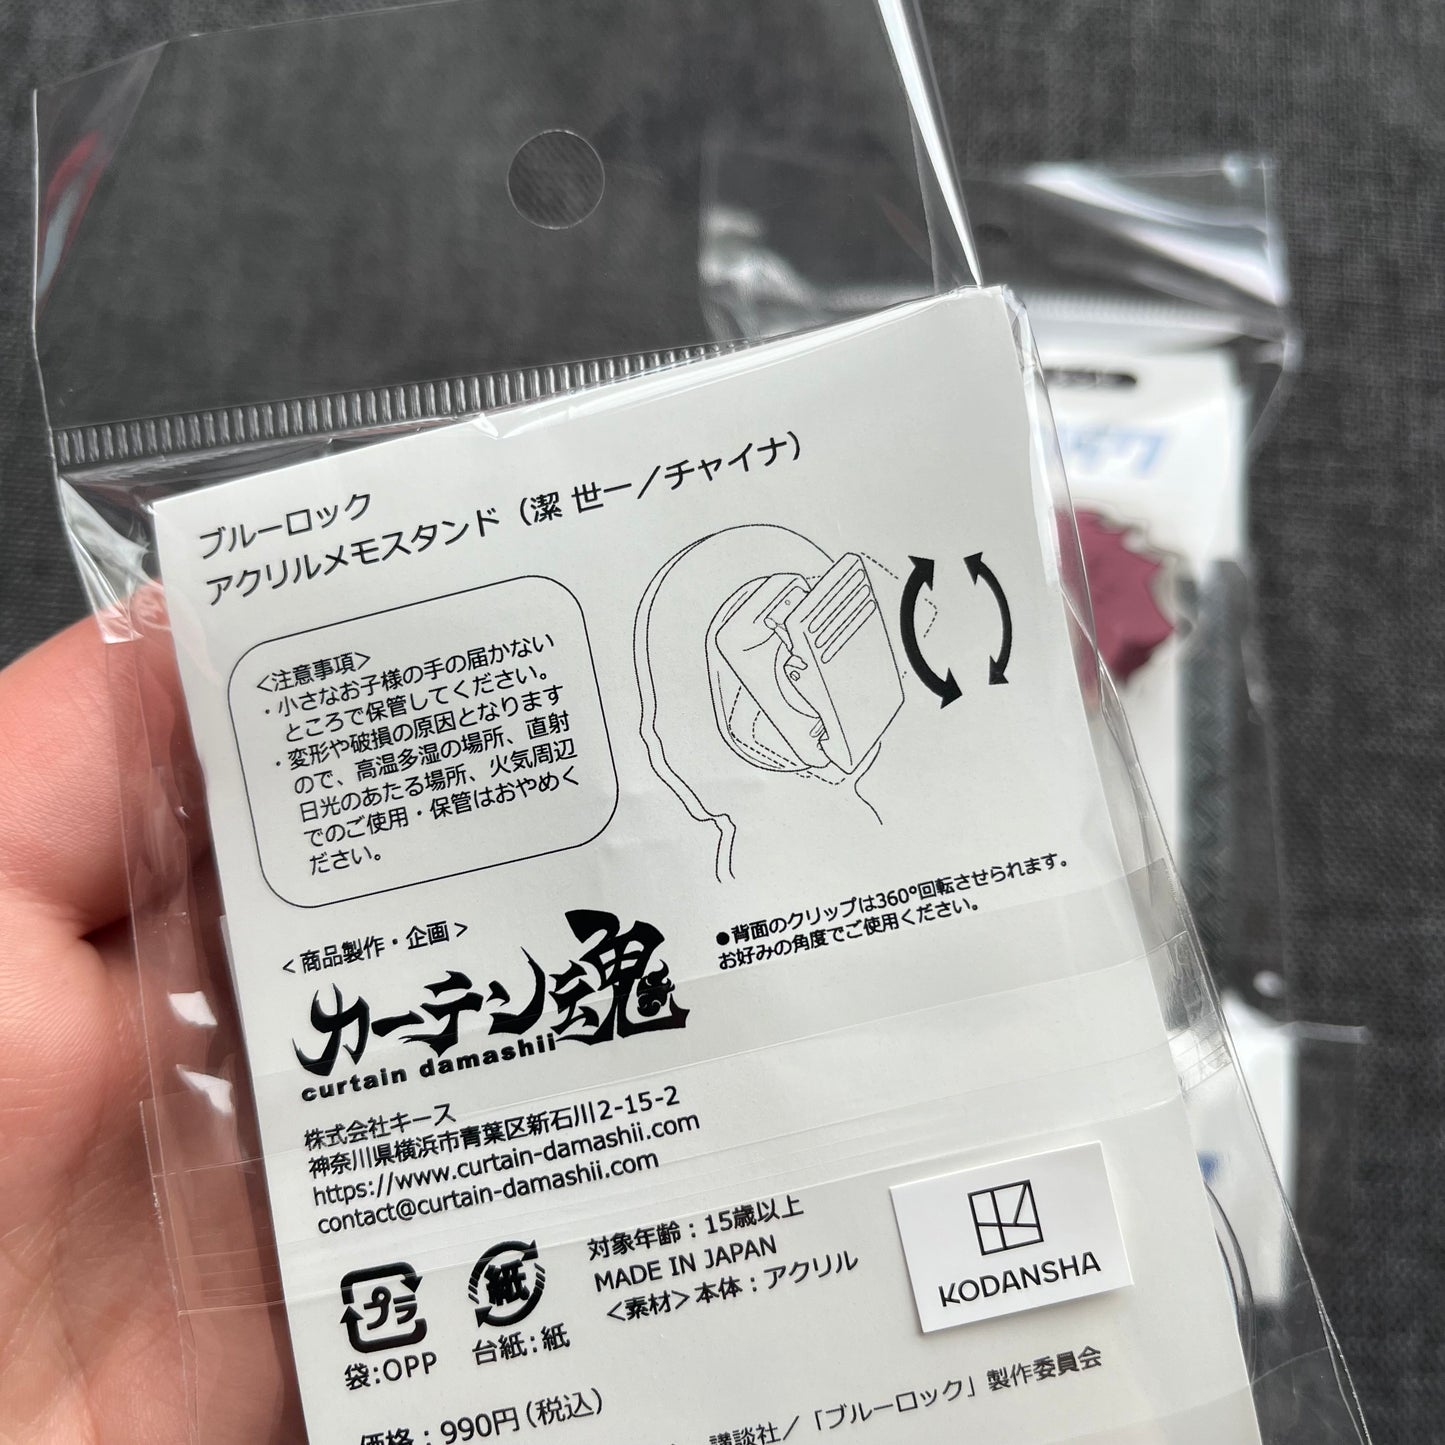 ブルーロック
アクリルメモスタンド（潔 世一／チャイナ）
<注意事項>
・小さなお子様の手の届かない
ところで保管してください。
・変形や破損の原因となります
ので、高温多湿の場所、直射
日光のあたる場所、火気周辺
でのご使用・保管はおやめく
ださい。
●背面のクリップは360°回転させられます。
お好みの角度でご使用ください。
<商品製作・企画>
カーテン魂
curtain damashii
株式会社キース
神奈川県横浜市青葉区新石川2-15-2
https://www.curtain-damashii.com
contact@curtain-damashii.com
プラ
袋:OPP
紙
台紙:紙
対象年齢：15歳以上
MADE IN JAPAN
<素材>本体：アクリル
KODANSHA
価格：990円(税込)
講談社／「ブルーロック」製作委員会